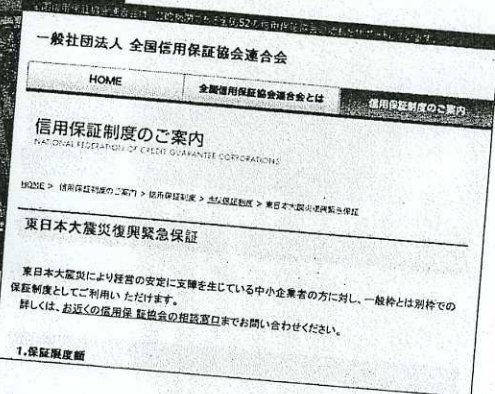 一般社団法人 全国信用保証協会連合会
HOME 全国信用保証協会連合会とは 信用保証制度のご案内
信用保証制度のご案内
NATIONAL FEDERATION OF CREDIT GUARANTEE CORPORATIONS
HOME > 信用保証制度のご案内 > 信用保証制度 > 主な保証制度 > 東日本大震災復興緊急保証
東日本大震災復興緊急保証
東日本大震災により経営の安定に支障を生じている中小企業者の方に対し、一般枠とは別枠での
保証制度としてご利用い ただけます。
詳しくは、お近くの信用保 証協会の相談窓口までお問い合わせください。
1.保証限度額